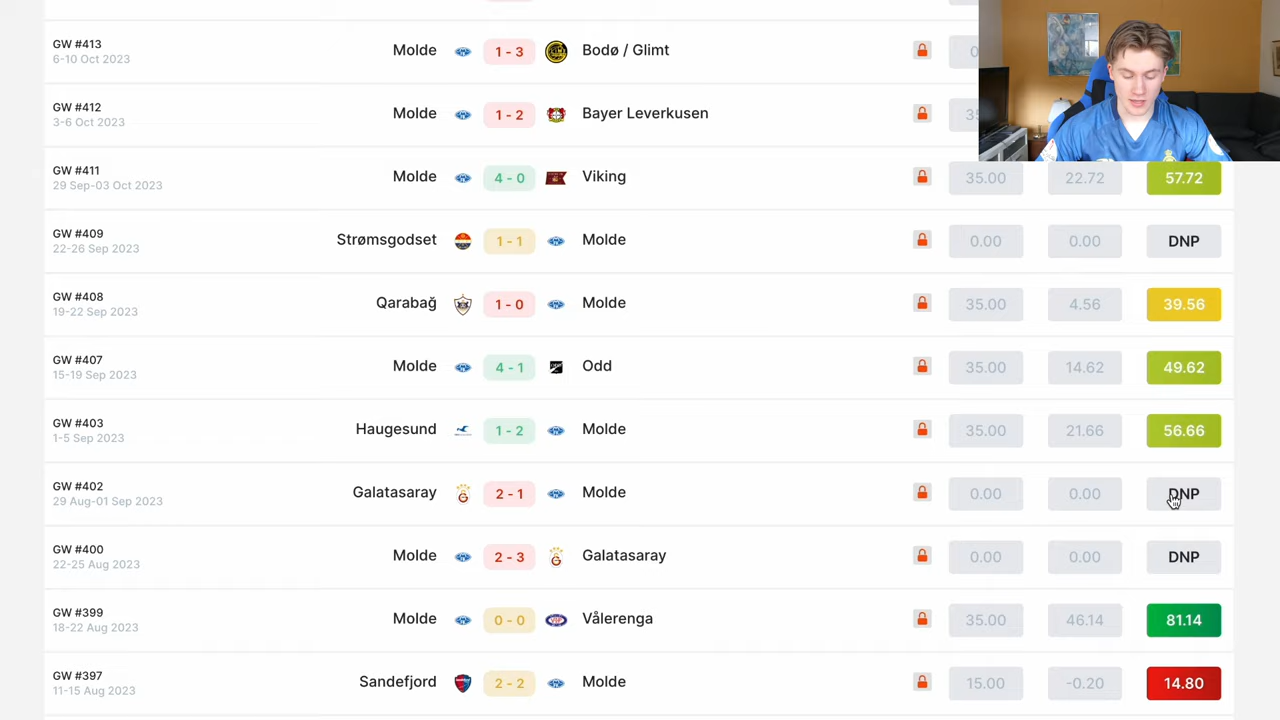 GW #413
6-10 Oct 2023
Molde 1 - 3 Bodø / Glimt
GW #412
3-6 Oct 2023
Molde 1 - 2 Bayer Leverkusen
GW #411
29 Sep-03 Oct 2023
Molde 4 - 0 Viking 35.00 22.72 57.72
GW #409
22-26 Sep 2023
Strømsgodset 1 - 1 Molde 0.00 0.00 DNP
GW #408
19-22 Sep 2023
Qarabağ 1 - 0 Molde 35.00 4.56 39.56
GW #407
15-19 Sep 2023
Molde 4 - 1 Odd 35.00 14.62 49.62
GW #403
1-5 Sep 2023
Haugesund 1 - 2 Molde 35.00 21.66 56.66
GW #402
29 Aug-01 Sep 2023
Galatasaray 2 - 1 Molde 0.00 0.00 DNP
GW #400
22-25 Aug 2023
Molde 2 - 3 Galatasaray 0.00 0.00 DNP
GW #399
18-22 Aug 2023
Molde 0 - 0 Vålerenga 35.00 46.14 81.14
GW #397
11-15 Aug 2023
Sandefjord 2 - 2 Molde 15.00 -0.20 14.80